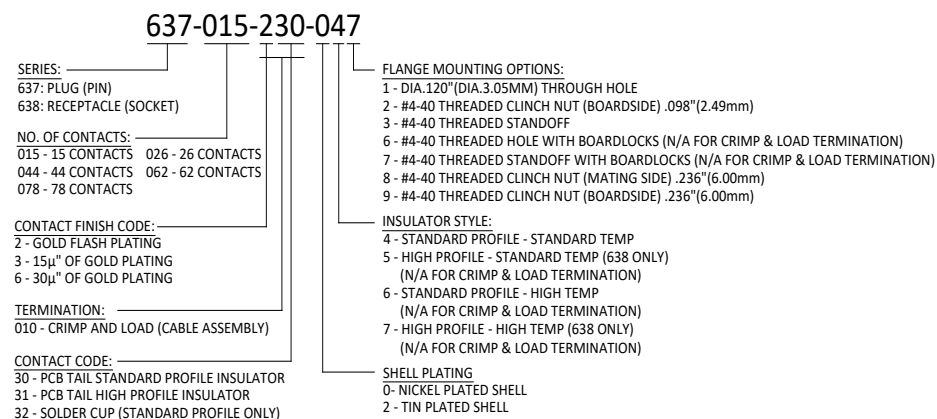 637-015-230-047
SERIES:
637: PLUG (PIN)
638: RECEPTACLE (SOCKET)
NO. OF CONTACTS:
015 - 15 CONTACTS 026 - 26 CONTACTS
044 - 44 CONTACTS 062 - 62 CONTACTS
078 - 78 CONTACTS
CONTACT FINISH CODE:
2 - GOLD FLASH PLATING
3 - 15µ" OF GOLD PLATING
6 - 30µ" OF GOLD PLATING
TERMINATION:
010 - CRIMP AND LOAD (CABLE ASSEMBLY)
CONTACT CODE:
30 - PCB TAIL STANDARD PROFILE INSULATOR
31 - PCB TAIL HIGH PROFILE INSULATOR
32 - SOLDER CUP (STANDARD PROFILE ONLY)
FLANGE MOUNTING OPTIONS:
1 - DIA.120"(DIA.3.05MM) THROUGH HOLE
2 - #4-40 THREADED CLINCH NUT (BOARDSIDE) .098"(2.49mm)
3 - #4-40 THREADED STANDOFF
6 - #4-40 THREADED HOLE WITH BOARDLOCKS (N/A FOR CRIMP & LOAD TERMINATION)
7 - #4-40 THREADED STANDOFF WITH BOARDLOCKS (N/A FOR CRIMP & LOAD TERMINATION)
8 - #4-40 THREADED CLINCH NUT (MATING SIDE) .236"(6.00mm)
9 - #4-40 THREADED CLINCH NUT (BOARDSIDE) .236"(6.00mm)
INSULATOR STYLE:
4 - STANDARD PROFILE - STANDARD TEMP
5 - HIGH PROFILE - STANDARD TEMP (638 ONLY)
(N/A FOR CRIMP & LOAD TERMINATION)
6 - STANDARD PROFILE - HIGH TEMP
(N/A FOR CRIMP & LOAD TERMINATION)
7 - HIGH PROFILE - HIGH TEMP (638 ONLY)
(N/A FOR CRIMP & LOAD TERMINATION)
SHELL PLATING
0- NICKEL PLATED SHELL
2 - TIN PLATED SHELL